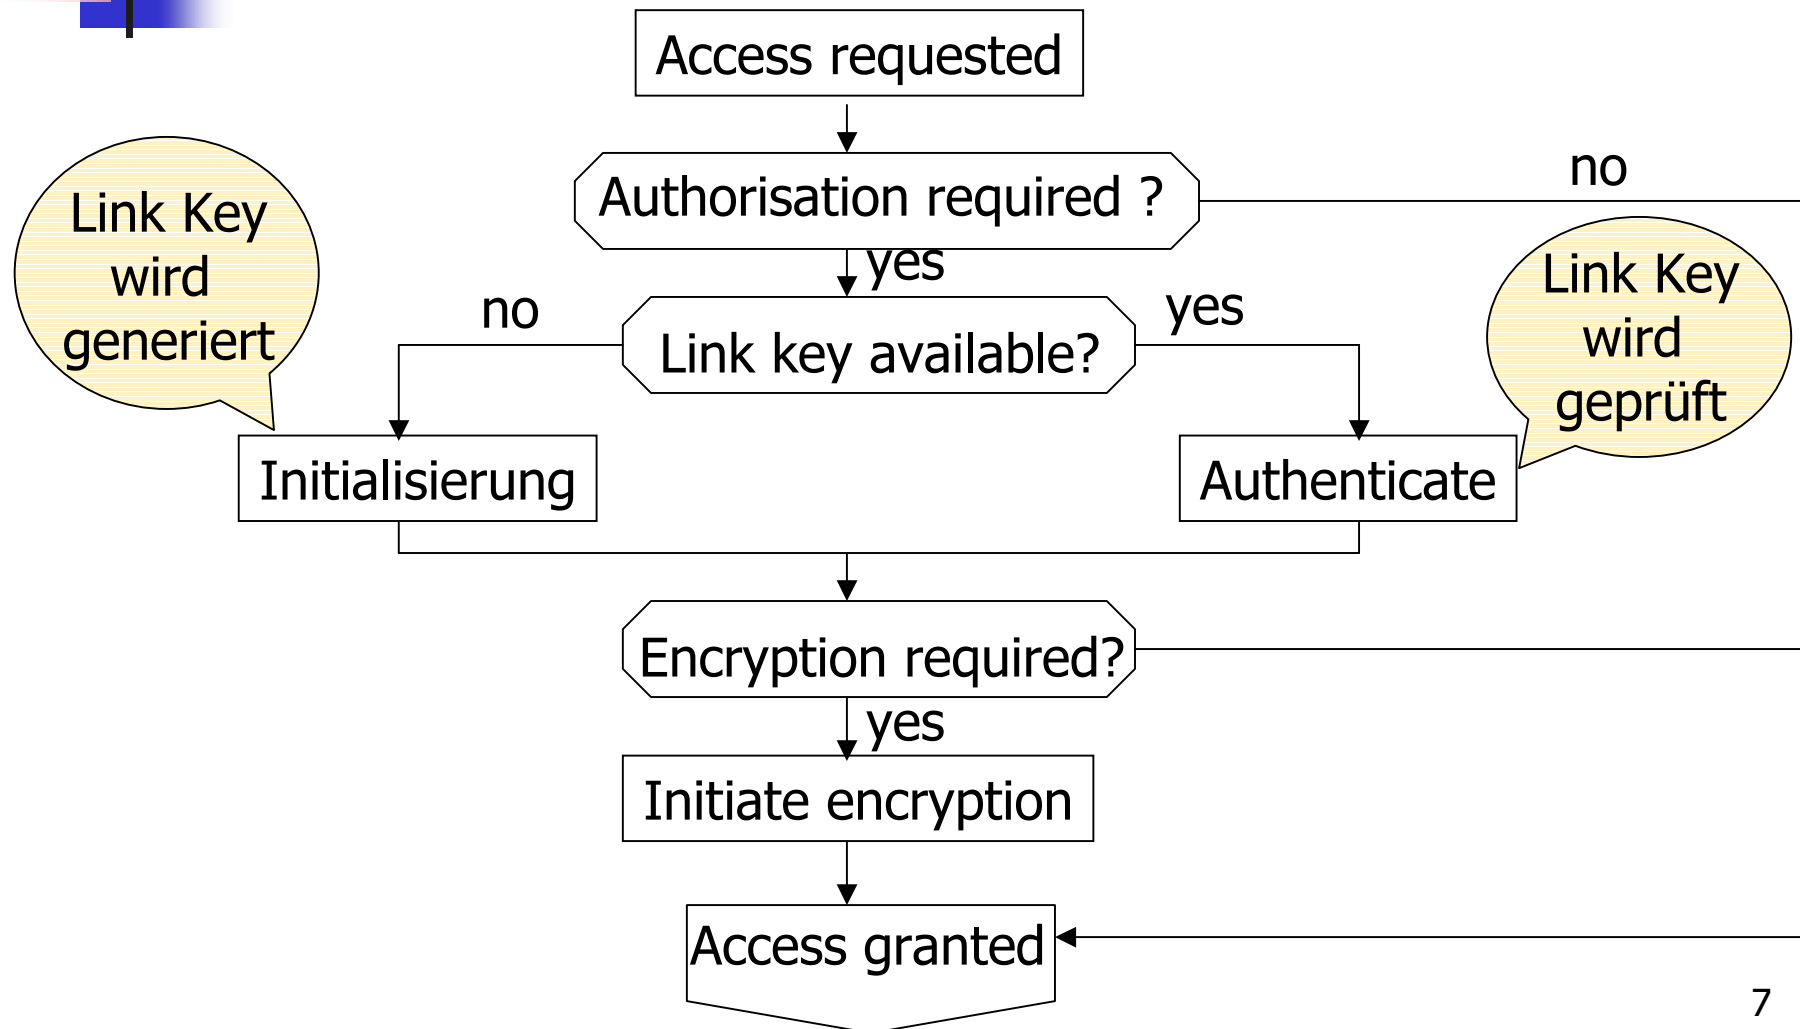 Access requested
Authorisation required ?
no
Link Key
wird
generiert
yes
Link Key
wird
geprüft
no
Link key available?
yes
Initialisierung
Authenticate
Encryption required?
yes
Initiate encryption
Access granted
7